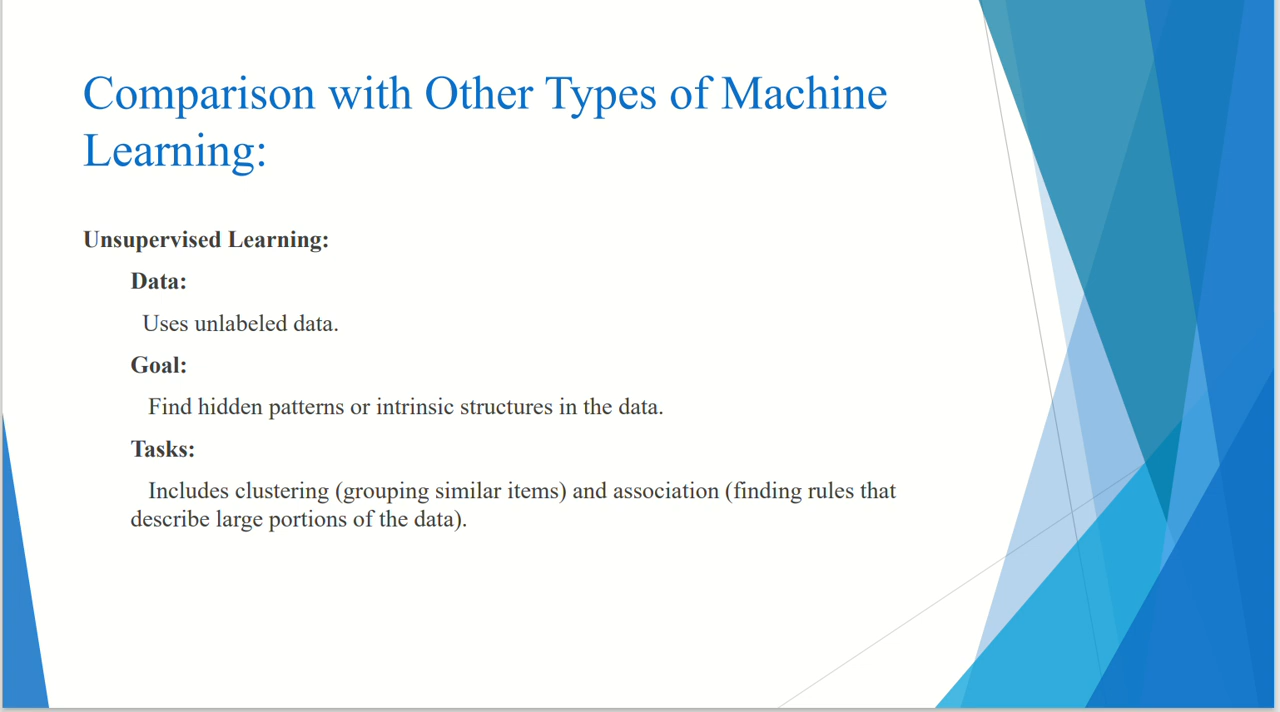 Comparison with Other Types of Machine
Learning:
Unsupervised Learning:
Data:
Uses unlabeled data.
Goal:
Find hidden patterns or intrinsic structures in the data.
Tasks:
Includes clustering (grouping similar items) and association (finding rules that
describe large portions of the data).